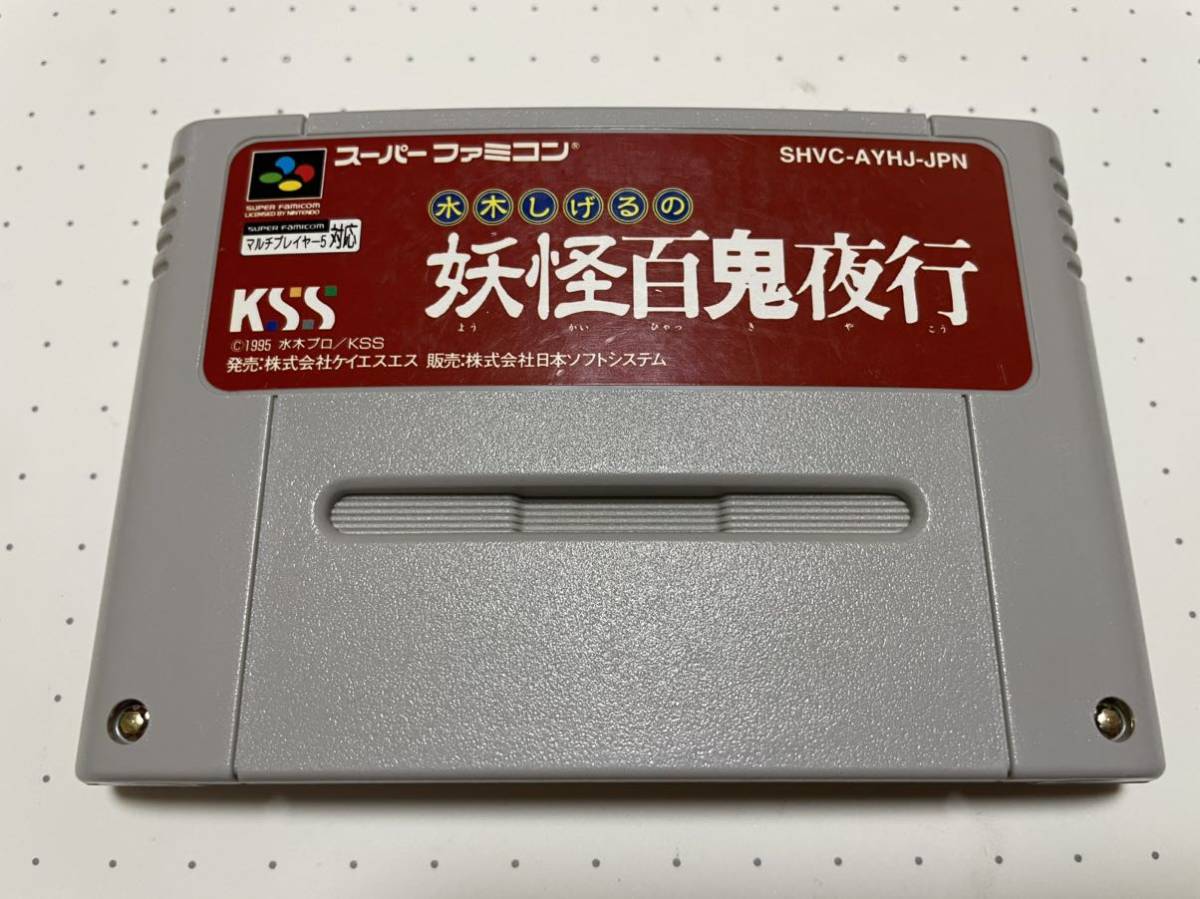 スーパーファミコン®
SHVC-AYHJ-JPN
SUPER FAMICOM
LICENSED BY NINTENDO
SUPER FAMICOM
マルチプレイヤー5対応
水木しげるの
妖怪百鬼夜行
よう かい ひゃっ き や こう
KSS
©1995 水木プロ/KSS
発売:株式会社ケイエスエス 販売:株式会社日本ソフトシステム